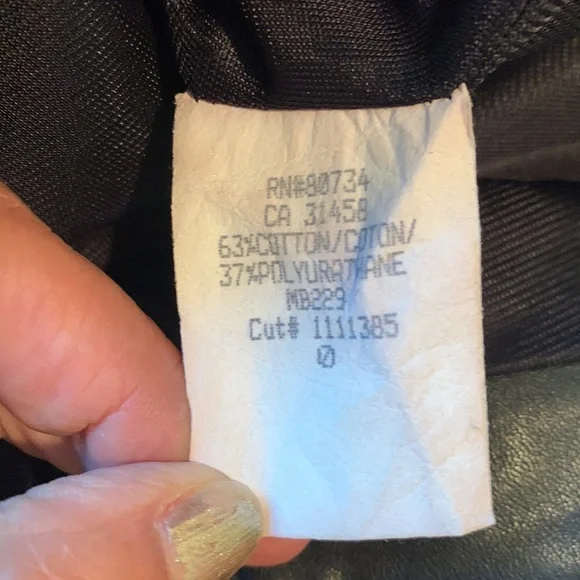 RN#80734
CA 31458
63%COTTON/COTON/
37%POLYURATHANE
MB229
Cut# 1111385
0